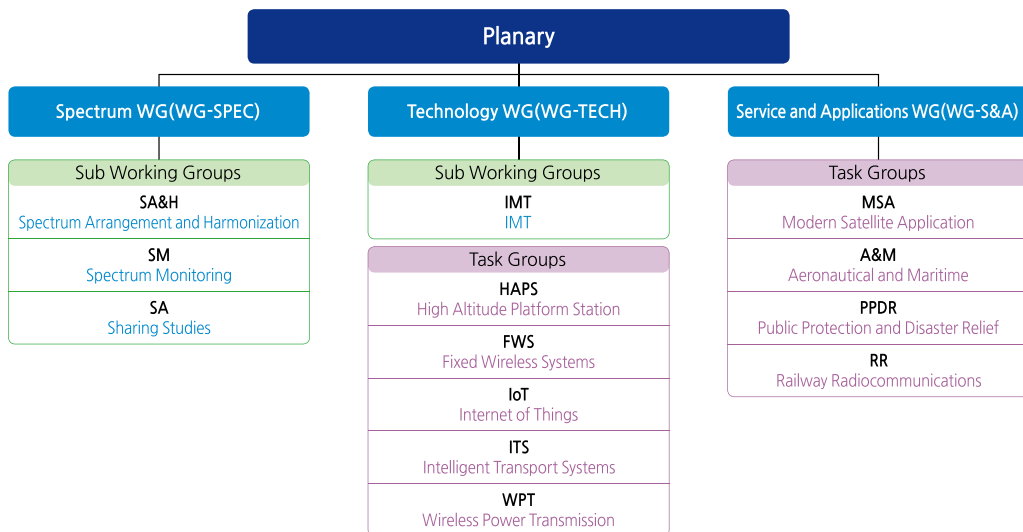 Planary
Spectrum WG(WG-SPEC)
Sub Working Groups
SA&H
Spectrum Arrangement and Harmonization
SM
Spectrum Monitoring
SA
Sharing Studies
Technology WG(WG-TECH)
Sub Working Groups
IMT
IMT
Task Groups
HAPS
High Altitude Platform Station
FWS
Fixed Wireless Systems
IoT
Internet of Things
ITS
Intelligent Transport Systems
WPT
Wireless Power Transmission
Service and Applications WG(WG-S&A)
Task Groups
MSA
Modern Satellite Application
A&M
Aeronautical and Maritime
PPDR
Public Protection and Disaster Relief
RR
Railway Radiocommunications